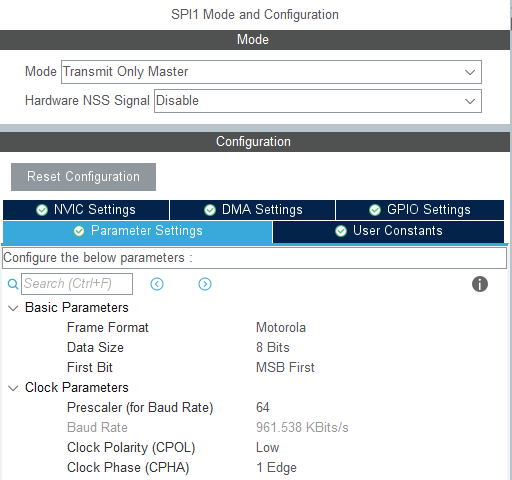 SPI1 Mode and Configuration
Mode
Mode Transmit Only Master
Hardware NSS Signal Disable
Configuration
Reset Configuration
NVIC Settings DMA Settings GPIO Settings
Parameter Settings User Constants
Configure the below parameters :
Search (Ctrl+F)
Basic Parameters
Frame Format Motorola
Data Size 8 Bits
First Bit MSB First
Clock Parameters
Prescaler (for Baud Rate) 64
Baud Rate 961.538 KBits/s
Clock Polarity (CPOL) Low
Clock Phase (CPHA) 1 Edge